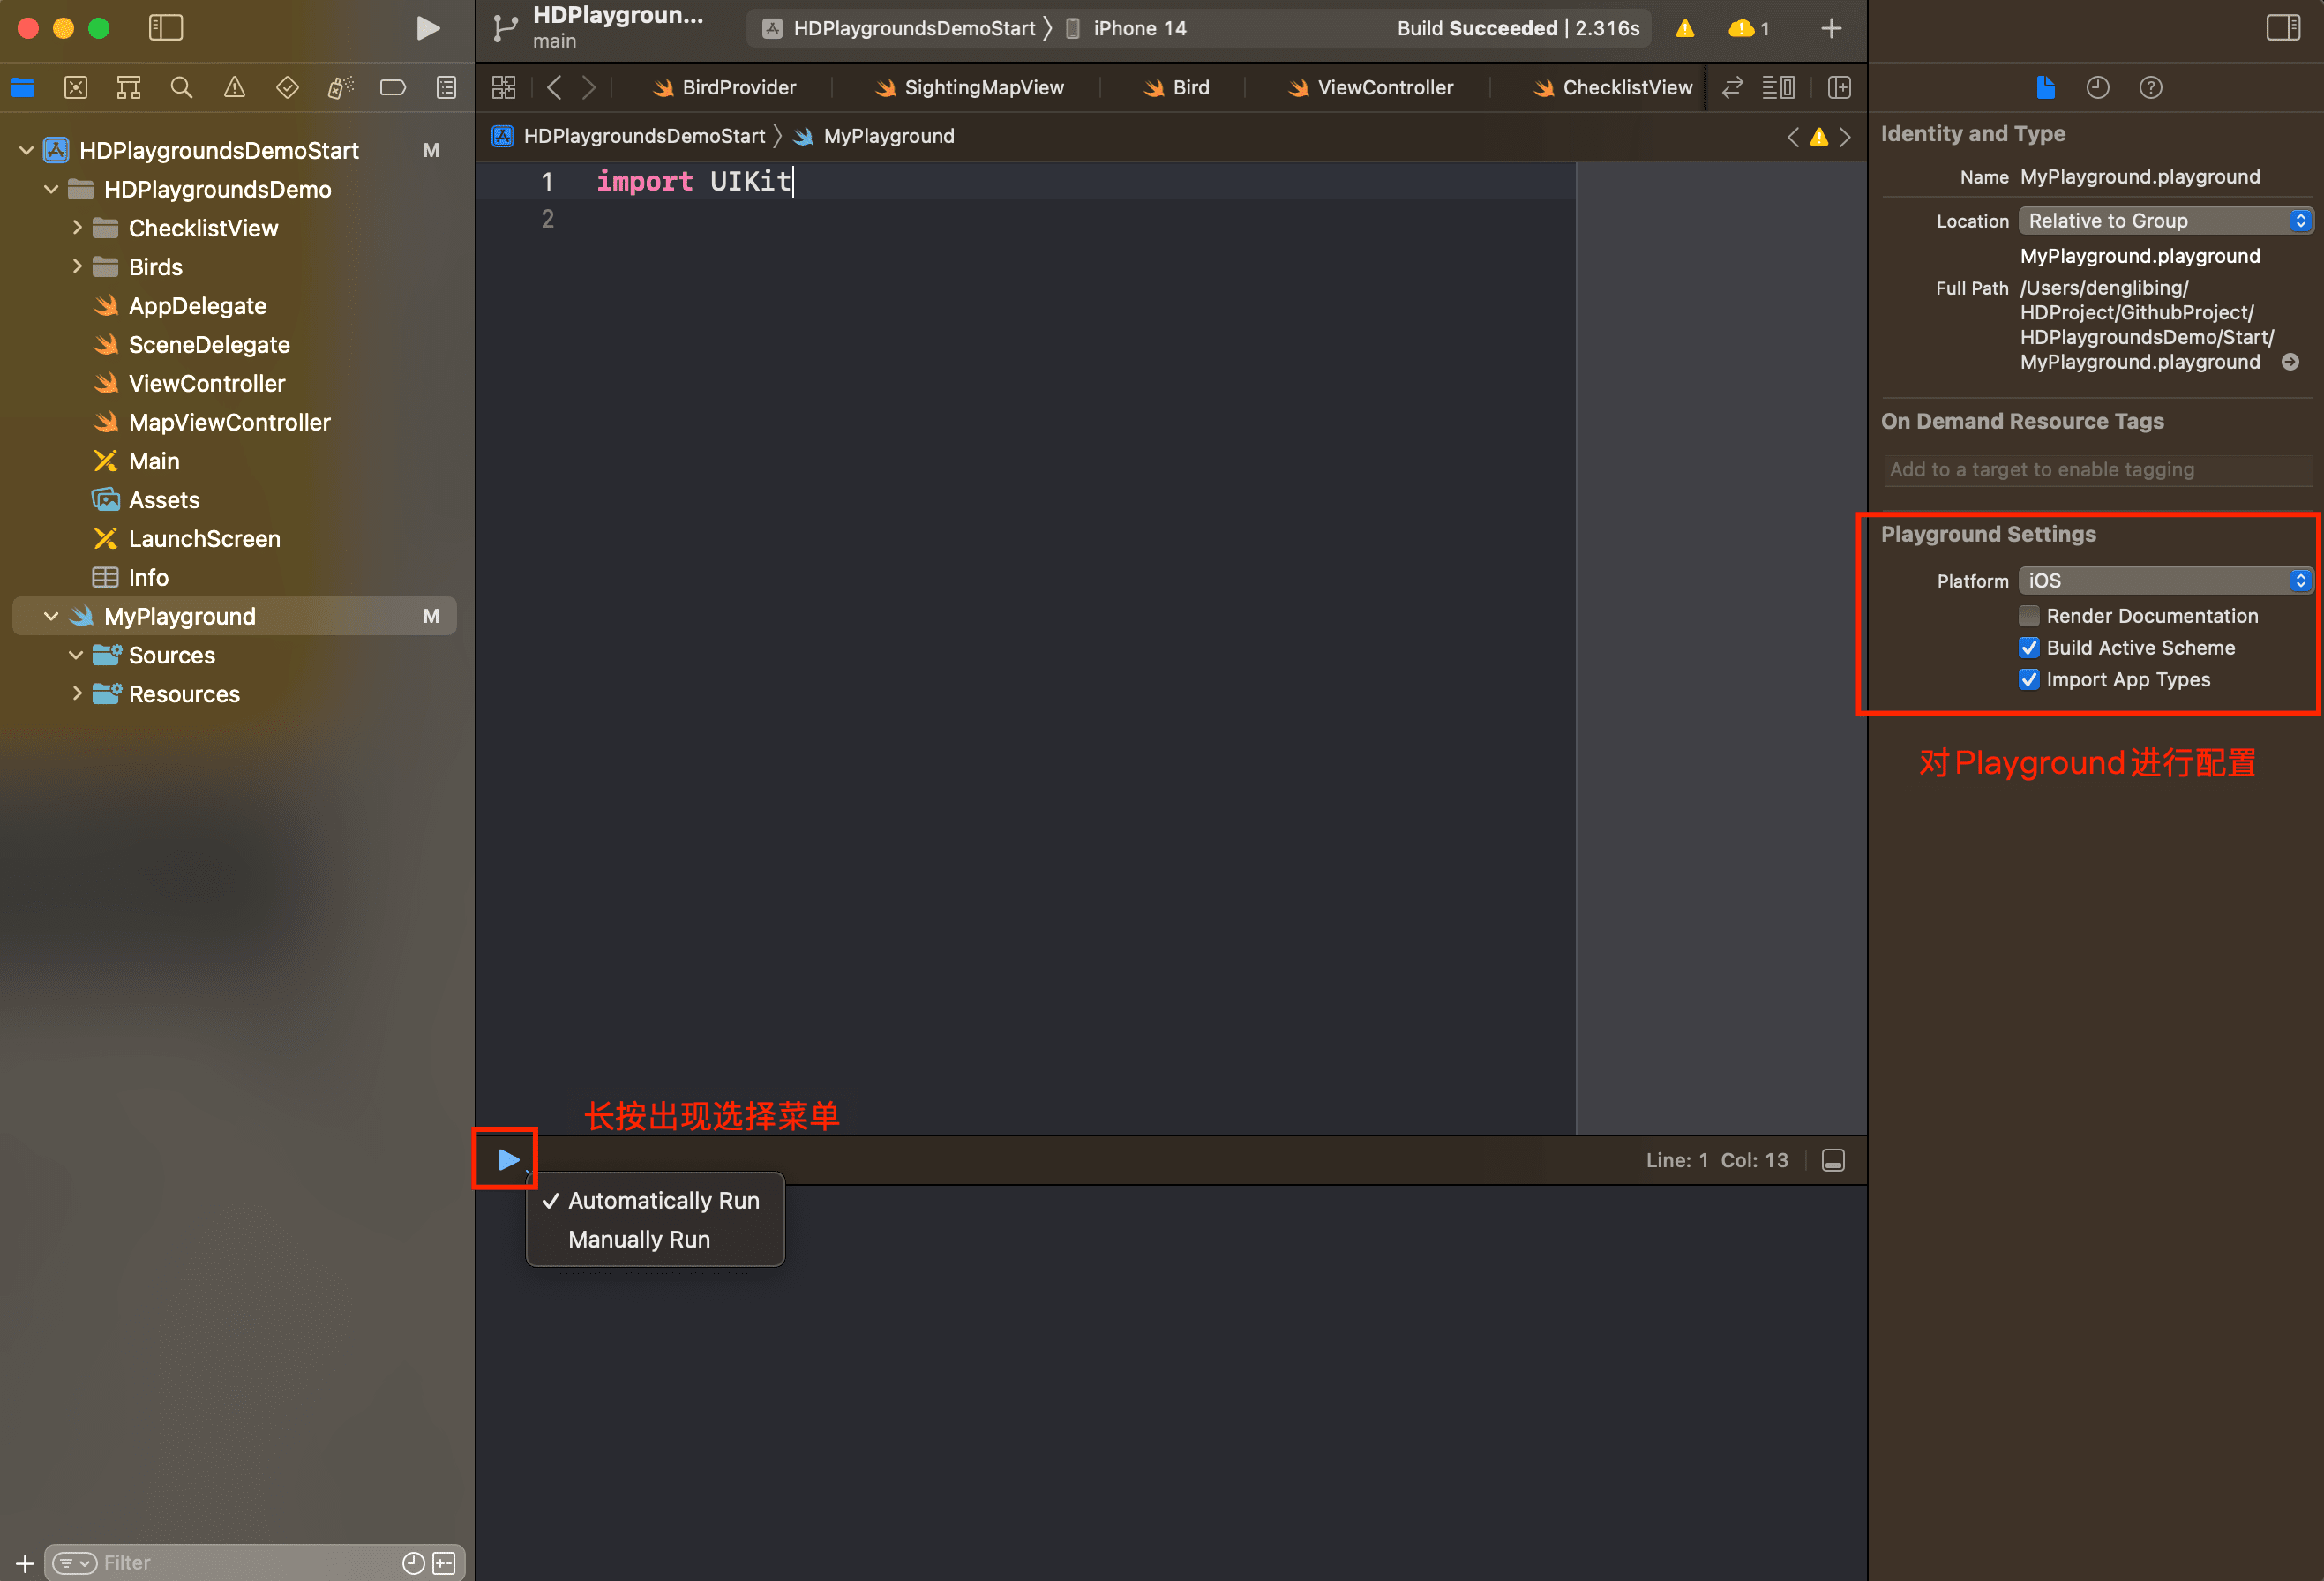 HDPlaygroun...
main
HDPlaygroundsDemoStart
iPhone 14
Build Succeeded | 2.316s
1
BirdProvider
SightingMapView
Bird
ViewController
ChecklistView
HDPlaygroundsDemoStart
MyPlayground
HDPlaygroundsDemoStart M
HDPlaygroundsDemo
ChecklistView
Birds
AppDelegate
SceneDelegate
ViewController
MapViewController
Main
Assets
LaunchScreen
Info
MyPlayground M
Sources
Resources
Filter
1 import UIKit
2
长按出现选择菜单
Line: 1 Col: 13
✓ Automatically Run
Manually Run
Identity and Type
Name MyPlayground.playground
Location Relative to Group
MyPlayground.playground
Full Path /Users/denglibing/
HDProject/GithubProject/
HDPlaygroundsDemo/Start/
MyPlayground.playground
On Demand Resource Tags
Add to a target to enable tagging
Playground Settings
Platform iOS
Render Documentation
Build Active Scheme
Import App Types
对Playground进行配置